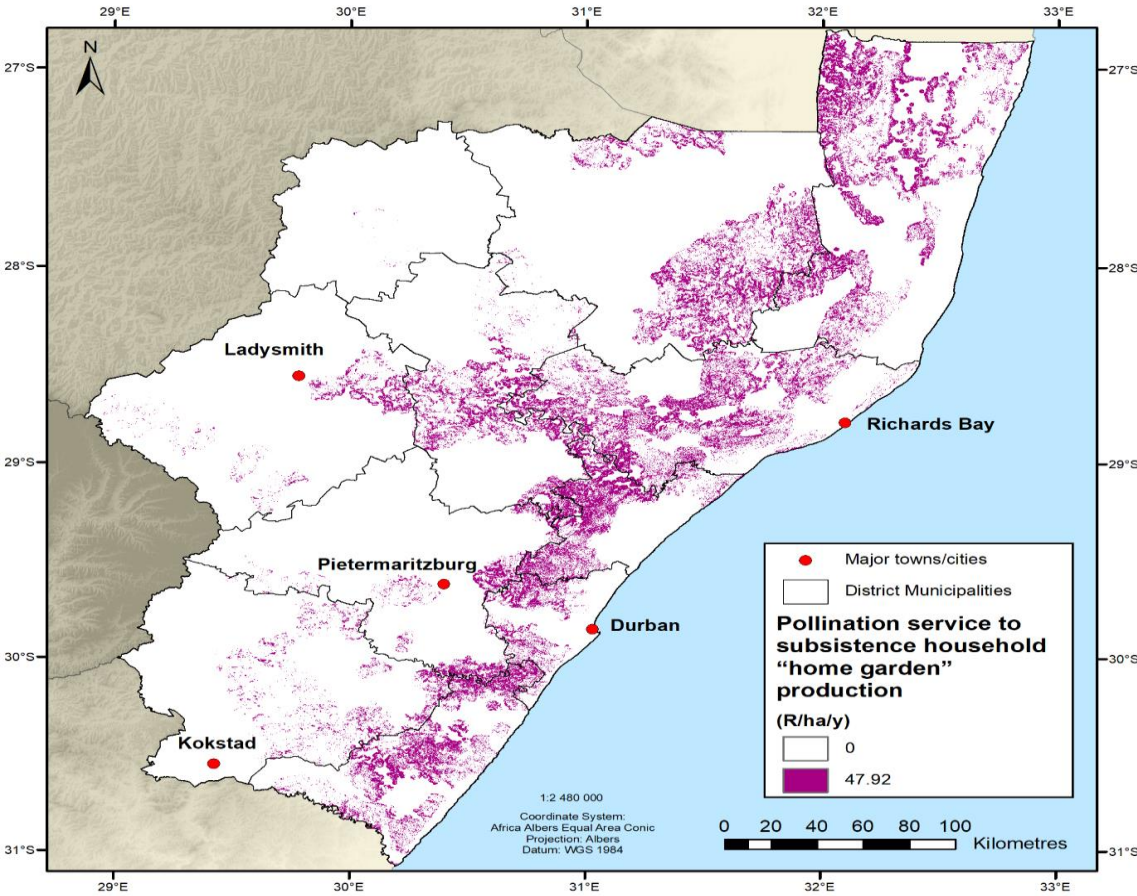 29°E 30°E 31°E 32°E 33°E
N
27°S 27°S
28°S 28°S
Ladysmith
Richards Bay
29°S 29°S
Pietermaritzburg
Durban
30°S 30°S
Kokstad
31°S 31°S
Major towns/cities
District Municipalities
Pollination service to
subsistence household
“home garden”
production
(R/ha/y)
0
47.92
1:2 480 000
Coordinate System:
Africa Albers Equal Area Conic
Projection: Albers
Datum: WGS 1984
0 20 40 60 80 100
Kilometres
29°E 30°E 31°E 32°E 33°E